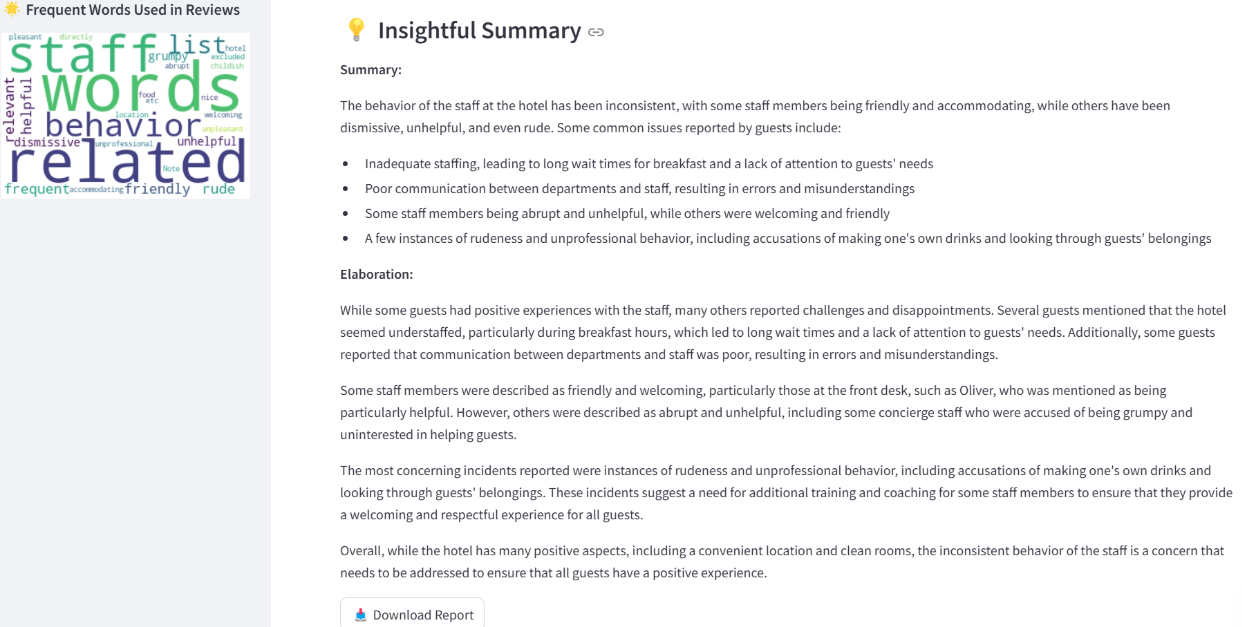 Frequent Words Used in Reviews
pleasant directly
staff list hotel
grumpy excluded
abrupt childish
words
relevant helpful
food etc nice
location welcoming
behavior unpleasant
dismissive unprofessional unhelpful
related
Note
frequent accommodating friendly rude
Insightful Summary
Summary:
The behavior of the staff at the hotel has been inconsistent, with some staff members being friendly and accommodating, while others have been
dismissive, unhelpful, and even rude. Some common issues reported by guests include:
• Inadequate staffing, leading to long wait times for breakfast and a lack of attention to guests' needs
• Poor communication between departments and staff, resulting in errors and misunderstandings
• Some staff members being abrupt and unhelpful, while others were welcoming and friendly
• A few instances of rudeness and unprofessional behavior, including accusations of making one's own drinks and looking through guests' belongings
Elaboration:
While some guests had positive experiences with the staff, many others reported challenges and disappointments. Several guests mentioned that the hotel
seemed understaffed, particularly during breakfast hours, which led to long wait times and a lack of attention to guests' needs. Additionally, some guests
reported that communication between departments and staff was poor, resulting in errors and misunderstandings.
Some staff members were described as friendly and welcoming, particularly those at the front desk, such as Oliver, who was mentioned as being
particularly helpful. However, others were described as abrupt and unhelpful, including some concierge staff who were accused of being grumpy and
uninterested in helping guests.
The most concerning incidents reported were instances of rudeness and unprofessional behavior, including accusations of making one's own drinks and
looking through guests' belongings. These incidents suggest a need for additional training and coaching for some staff members to ensure that they provide
a welcoming and respectful experience for all guests.
Overall, while the hotel has many positive aspects, including a convenient location and clean rooms, the inconsistent behavior of the staff is a concern that
needs to be addressed to ensure that all guests have a positive experience.
Download Report